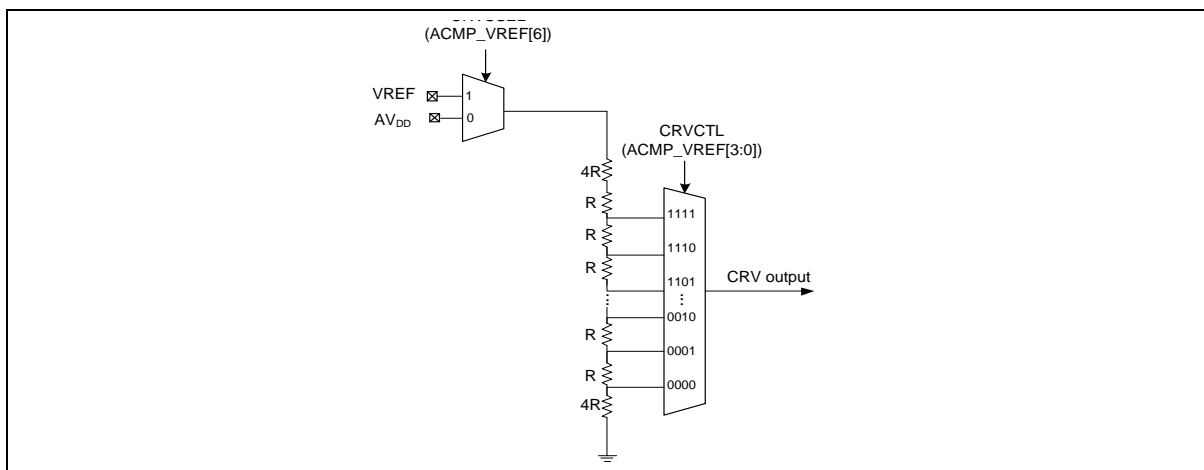 (ACMP_VREF[6])
VREF
1
AV_DD
0
CRVCTL
(ACMP_VREF[3:0])
4R
R
1111
R
1110
R
1101
CRV output
0010
R
0001
R
0000
4R